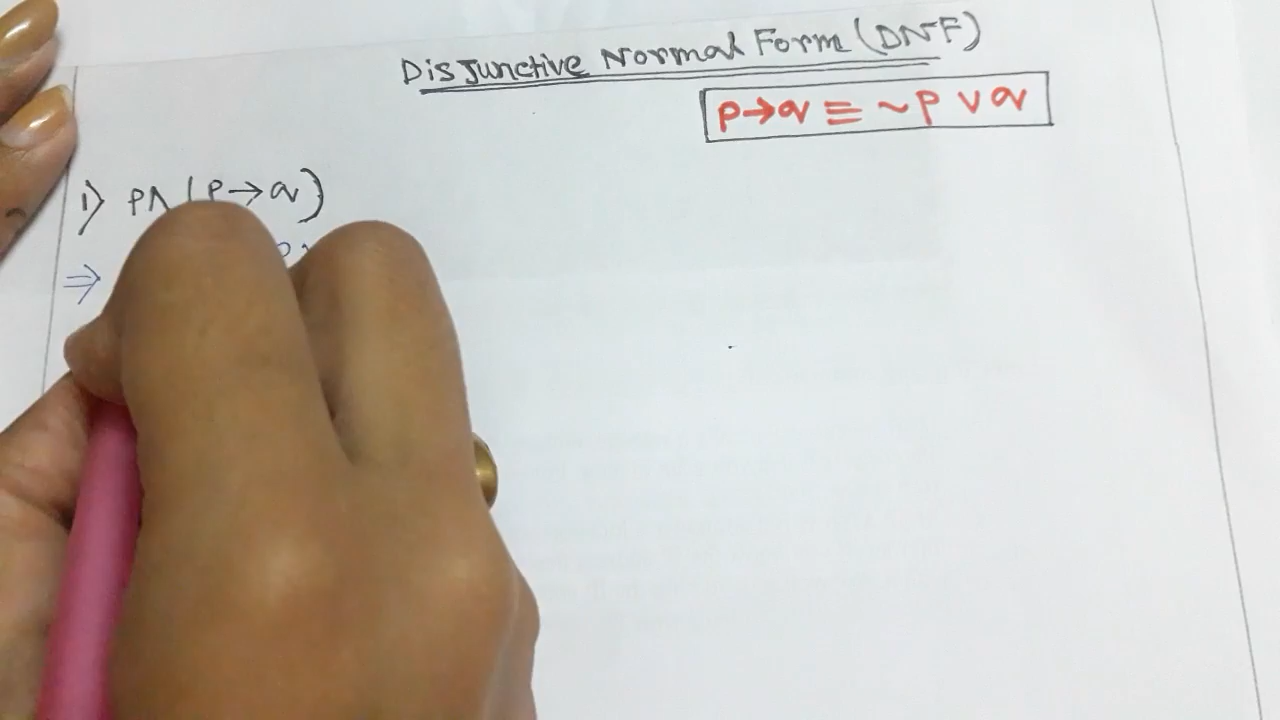 Disjunctive Normal Form (DNF)
p→q ≡ ~p ∨ q
1) p∧(p→q)
⇒